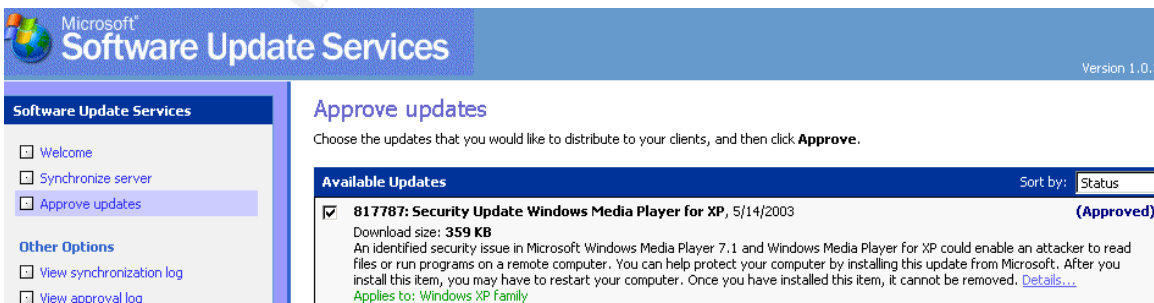 Microsoft®
Software Update Services
Version 1.0.
Software Update Services
Welcome
Synchronize server
Approve updates
Other Options
View synchronization log
View approval log
Approve updates
Choose the updates that you would like to distribute to your clients, and then click Approve.
Available Updates
Sort by: Status
817787: Security Update Windows Media Player for XP, 5/14/2003
(Approved)
Download size: 359 KB
An identified security issue in Microsoft Windows Media Player 7.1 and Windows Media Player for XP could enable an attacker to read
files or run programs on a remote computer. You can help protect your computer by installing this update from Microsoft. After you
install this item, you may have to restart your computer. Once you have installed this item, it cannot be removed. Details...
Applies to: Windows XP family